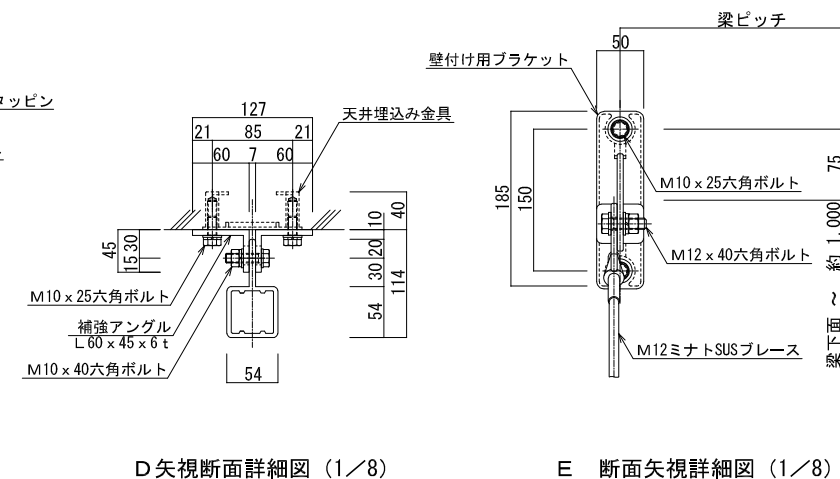 梁ピッチ
50
壁付け用ブラケット
タッピン
127
天井埋込み金具
21 85 21
60 7 60
75
M10×25六角ボルト
185
150
40
10
45
30
15
20
30
114
54
約 1,000
M12×40六角ボルト
M10×25六角ボルト
補強アングル
L60×45×6t
M10×40六角ボルト
54
梁下面 ~
M12ミナトSUSブレース
D矢視断面詳細図（1／8）
E 断面矢視詳細図（1／8）